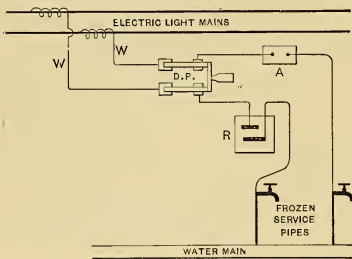 ELECTRIC LIGHT MAINS
W
W
D.P.
A
R
FROZEN
SERVICE
PIPES
WATER MAIN